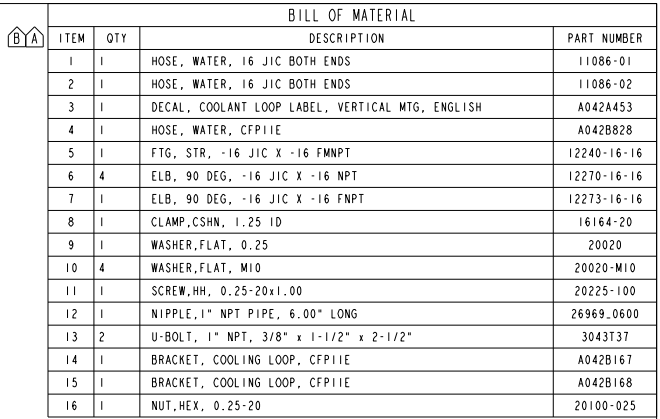 BILL OF MATERIAL
B A ITEM QTY DESCRIPTION PART NUMBER
1 1 HOSE, WATER, 16 JIC BOTH ENDS 11086-01
2 1 HOSE, WATER, 16 JIC BOTH ENDS 11086-02
3 1 DECAL, COOLANT LOOP LABEL, VERTICAL MTG, ENGLISH A042A453
4 1 HOSE, WATER, CFP11E A042B828
5 1 FTG, STR, -16 JIC X -16 FMNPT 12240-16-16
6 4 ELB, 90 DEG, -16 JIC X -16 NPT 12270-16-16
7 1 ELB, 90 DEG, -16 JIC X -16 FNPT 12273-16-16
8 1 CLAMP,CSHN, 1.25 ID 16164-20
9 1 WASHER,FLAT, 0.25 20020
10 4 WASHER,FLAT, M10 20020-M10
11 1 SCREW,HH, 0.25-20x1.00 20225-100
12 1 NIPPLE,1" NPT PIPE, 6.00" LONG 26969_0600
13 2 U-BOLT, 1" NPT, 3/8" x 1-1/2" x 2-1/2" 3043T37
14 1 BRACKET, COOLING LOOP, CFP11E A042B167
15 1 BRACKET, COOLING LOOP, CFP11E A042B168
16 1 NUT,HEX, 0.25-20 20100-025